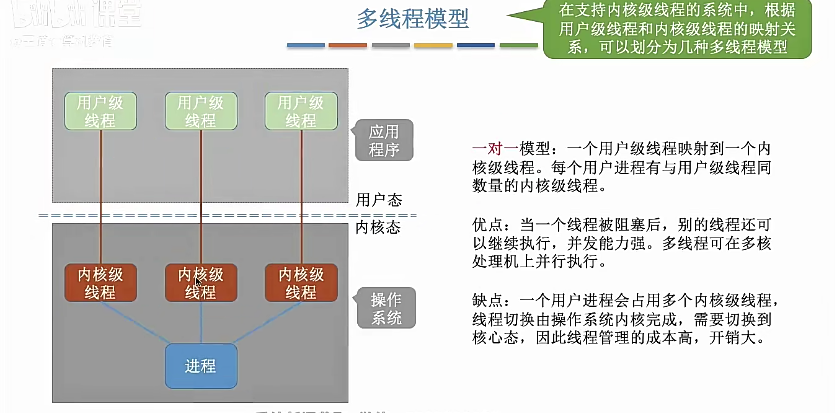 课堂
多线程模型
在支持内核级线程的系统中，根据
用户级线程和内核级线程的映射关
系，可以划分为几种多线程模型
用户级
线程
用户级
线程
用户级
线程
应用
程序
用户态
内核态
内核级
线程
内核级
线程
内核级
线程
操作
系统
进程
一对一模型：一个用户级线程映射到一个内
核级线程。每个用户进程有与用户级线程同
数量的内核级线程。
优点：当一个线程被阻塞后，别的线程还可
以继续执行，并发能力强。多线程可在多核
处理机上并行执行。
缺点：一个用户进程会占用多个内核级线程，
线程切换由操作系统内核完成，需要切换到
核心态，因此线程管理的成本高，开销大。